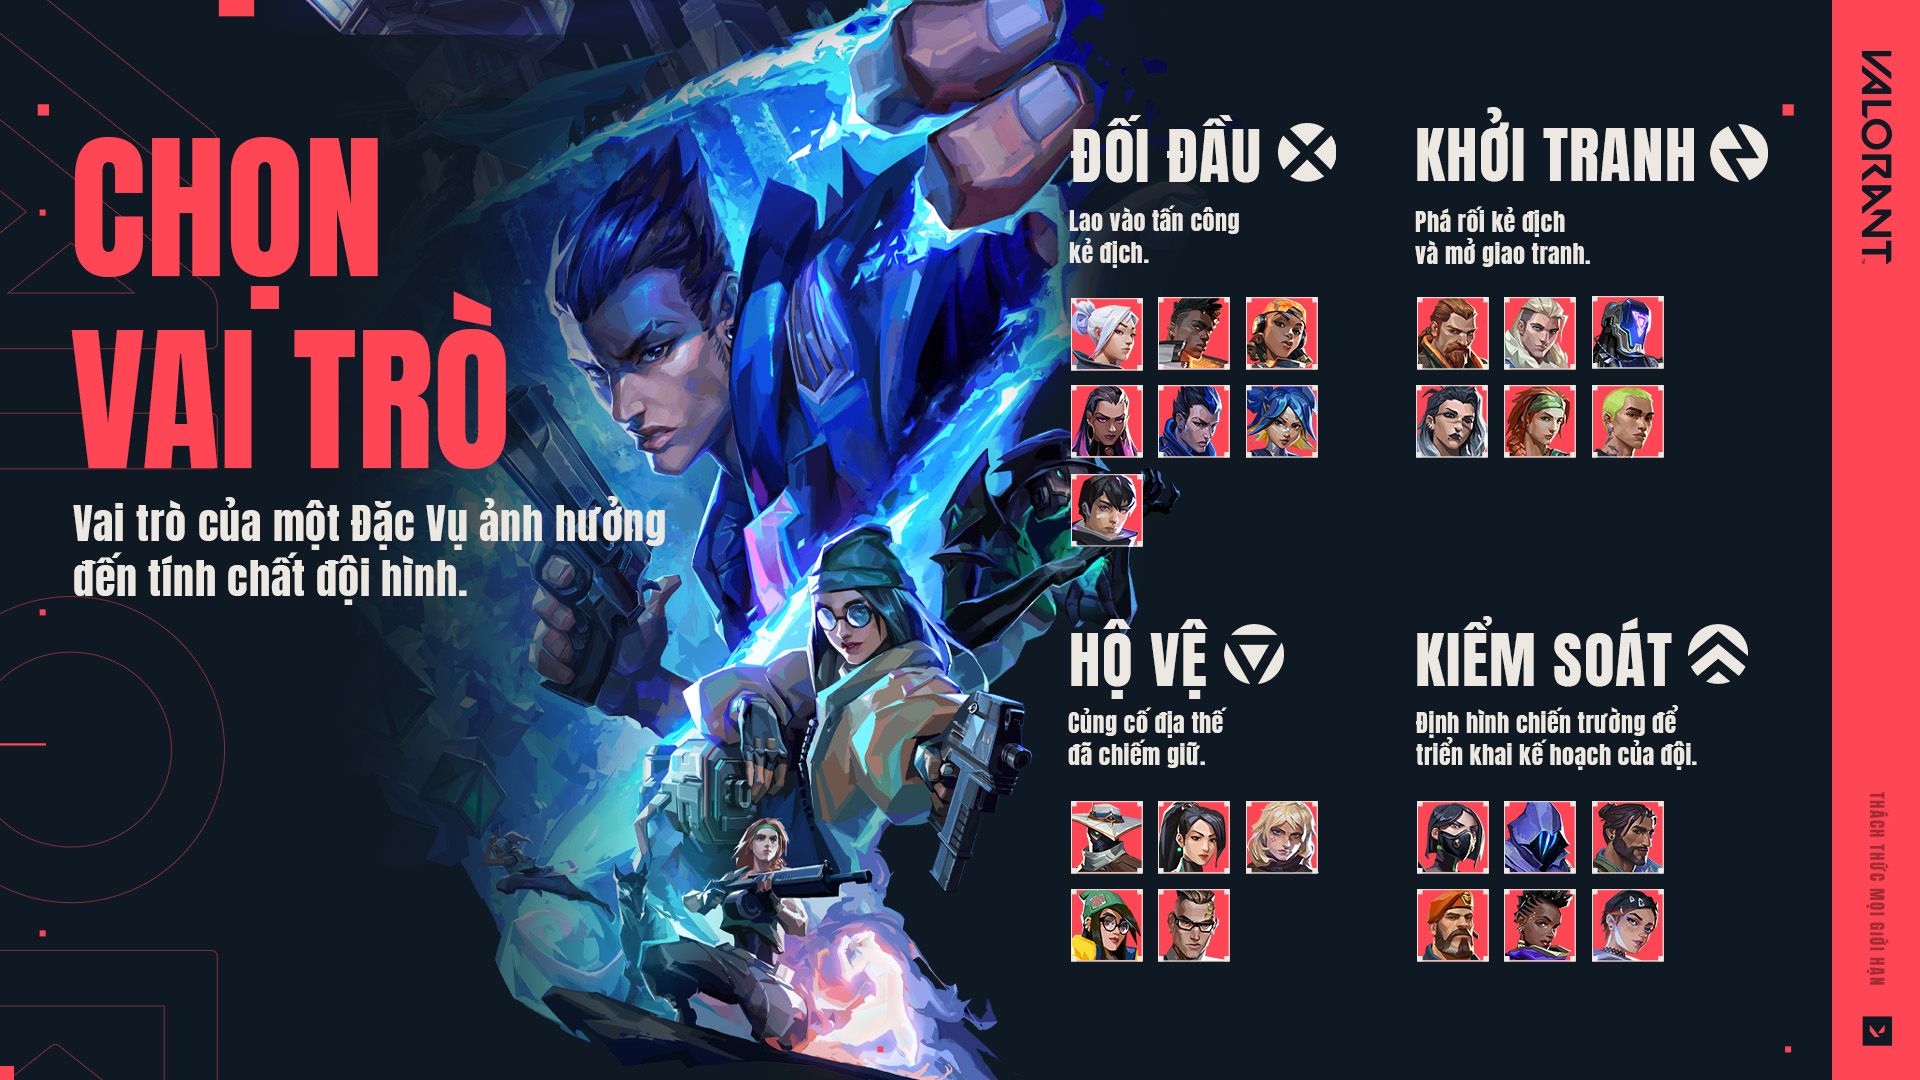 CHỌN
VAI TRÒ
Vai trò của một Đặc Vụ ảnh hưởng
đến tính chất đội hình.
ĐỐI ĐẦU
Lao vào tấn công
kẻ địch.
KHỞI TRANH
Phá rối kẻ địch
và mở giao tranh.
HỘ VỆ
Củng cố địa thế
đã chiếm giữ.
KIỂM SOÁT
Định hình chiến trường để
triển khai kế hoạch của đội.
VALORANT
THÁCH THỨC MỌI GIỚI HẠN